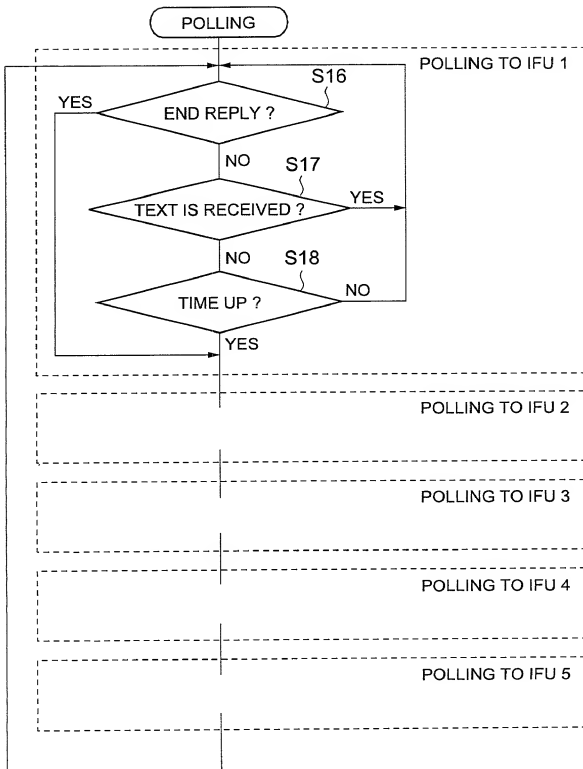 POLLING
POLLING TO IFU 1
S16
YES
END REPLY ?
NO
S17
YES
TEXT IS RECEIVED ?
NO
S18
NO
TIME UP ?
YES
POLLING TO IFU 2
POLLING TO IFU 3
POLLING TO IFU 4
POLLING TO IFU 5